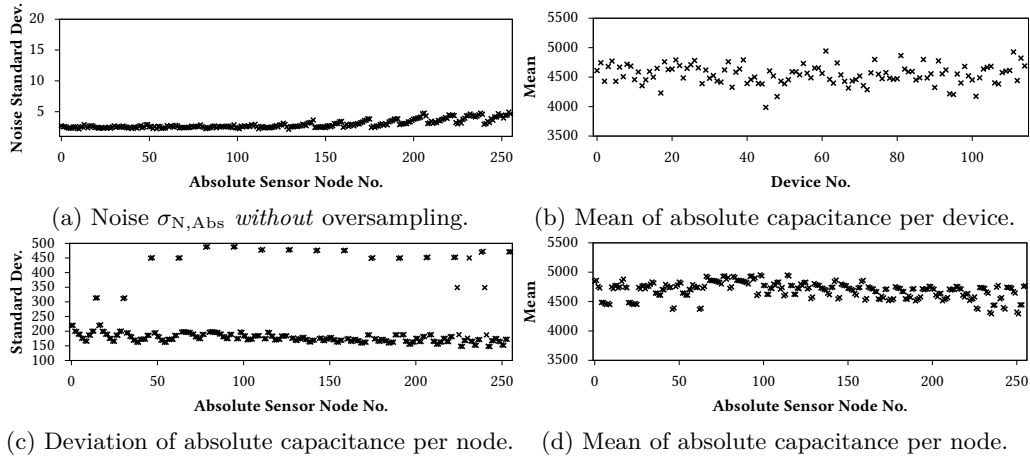 20
15
10
5
Noise Standard Dev.
0 50 100 150 200 250
Absolute Sensor Node No.
(a) Noise σN,Abs without oversampling.
5500
5000
4500
4000
3500
Mean
0 20 40 60 80 100
Device No.
(b) Mean of absolute capacitance per device.
500
450
400
350
300
250
200
150
100
Standard Dev.
0 50 100 150 200 250
Absolute Sensor Node No.
(c) Deviation of absolute capacitance per node.
5500
5000
4500
4000
3500
Mean
0 50 100 150 200 250
Absolute Sensor Node No.
(d) Mean of absolute capacitance per node.